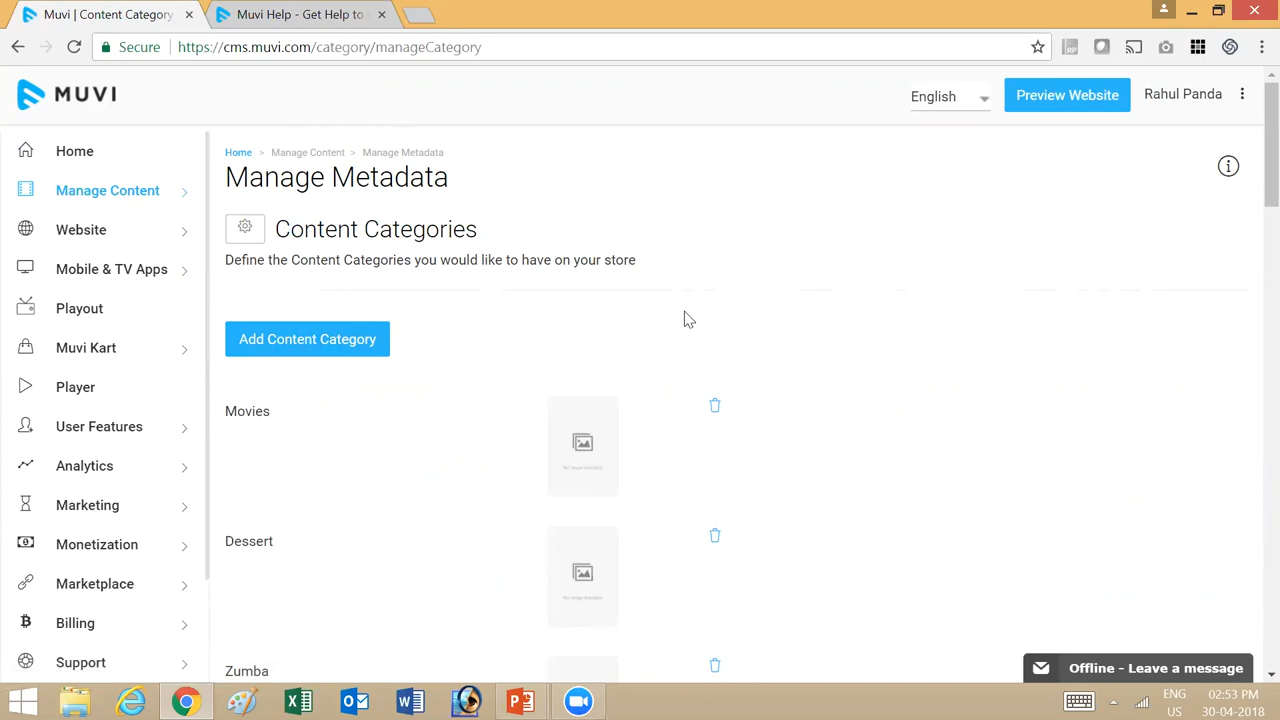 Muvi | Content Category
Muvi Help - Get Help to
Secure
https://cms.muvi.com/category/manageCategory
MUVI
English
Preview Website
Rahul Panda
Home
Manage Content
Website
Mobile & TV Apps
Playout
Muvi Kart
Player
User Features
Analytics
Marketing
Monetization
Marketplace
Billing
Support
Home > Manage Content > Manage Metadata
Manage Metadata
Content Categories
Define the Content Categories you would like to have on your store
Add Content Category
Movies
Dessert
Zumba
Offline - Leave a message
ENG
US
02:53 PM
30-04-2018